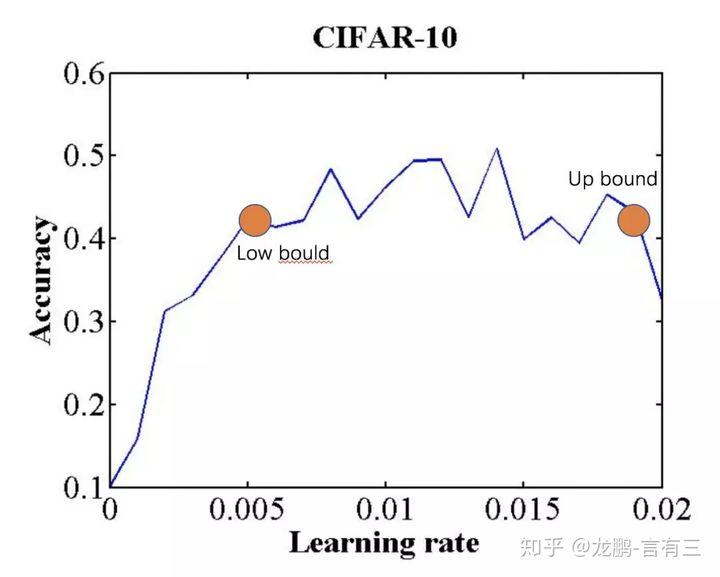 CIFAR-10
0.6
0.5
0.4
0.3
0.2
0.1
Accuracy
Up bound
Low bould
0 0.005 0.01 0.015 0.02
Learning rate
知乎 @龙鹏-言有三